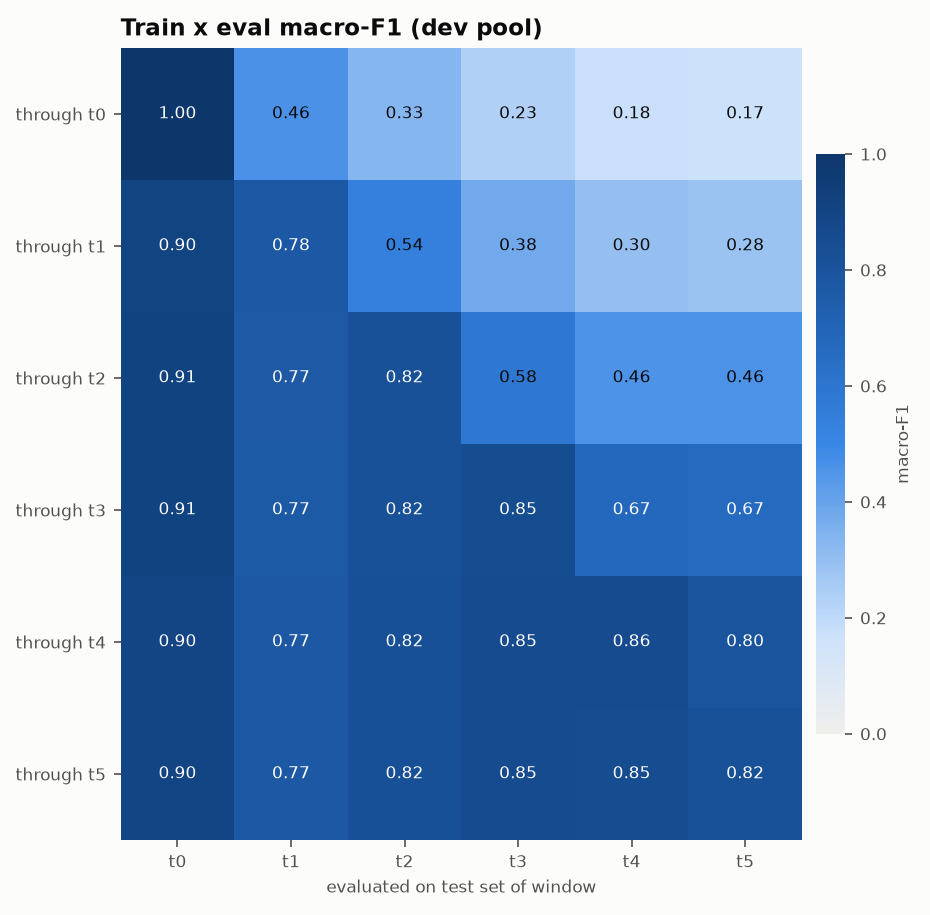 Train x eval macro-F1 (dev pool)
through t0 1.00 0.46 0.33 0.23 0.18 0.17
through t1 0.90 0.78 0.54 0.38 0.30 0.28
through t2 0.91 0.77 0.82 0.58 0.46 0.46
through t3 0.91 0.77 0.82 0.85 0.67 0.67
through t4 0.90 0.77 0.82 0.85 0.86 0.80
through t5 0.90 0.77 0.82 0.85 0.85 0.82
t0 t1 t2 t3 t4 t5
evaluated on test set of window
1.0
0.8
0.6
0.4
0.2
0.0
macro-F1